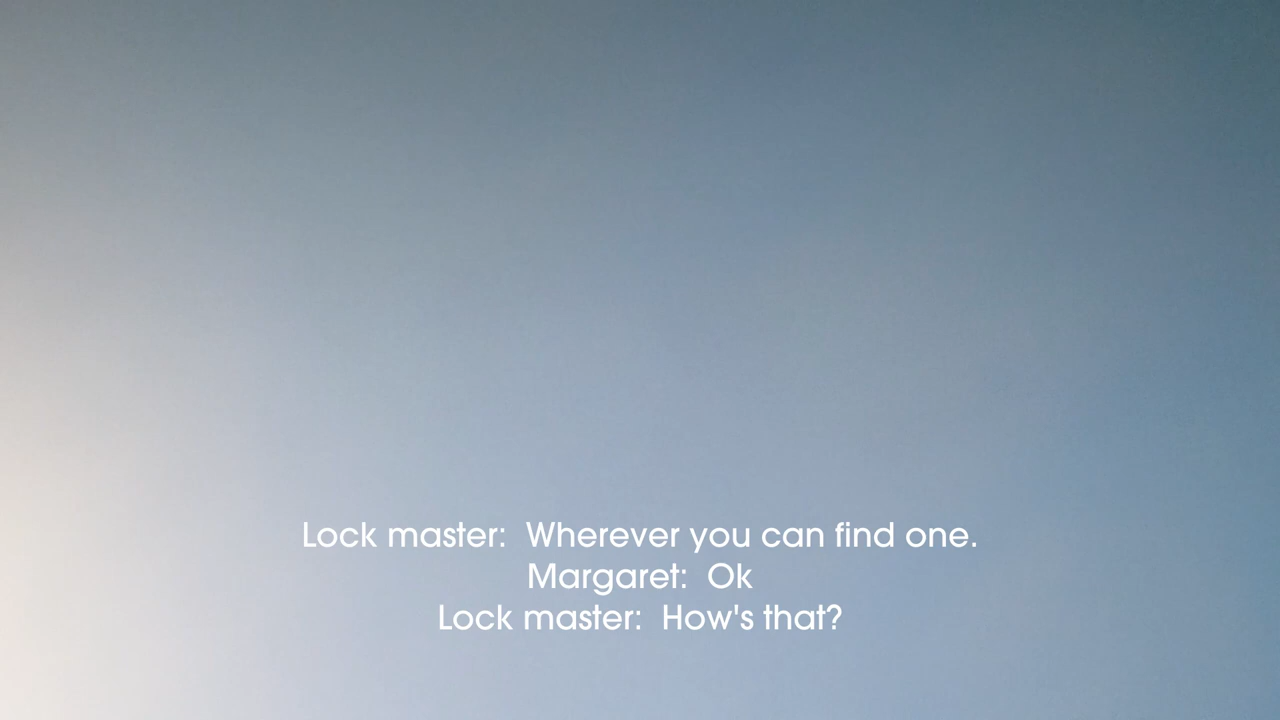 Lock master:  Wherever you can find one.
Margaret:  Ok
Lock master:  How's that?